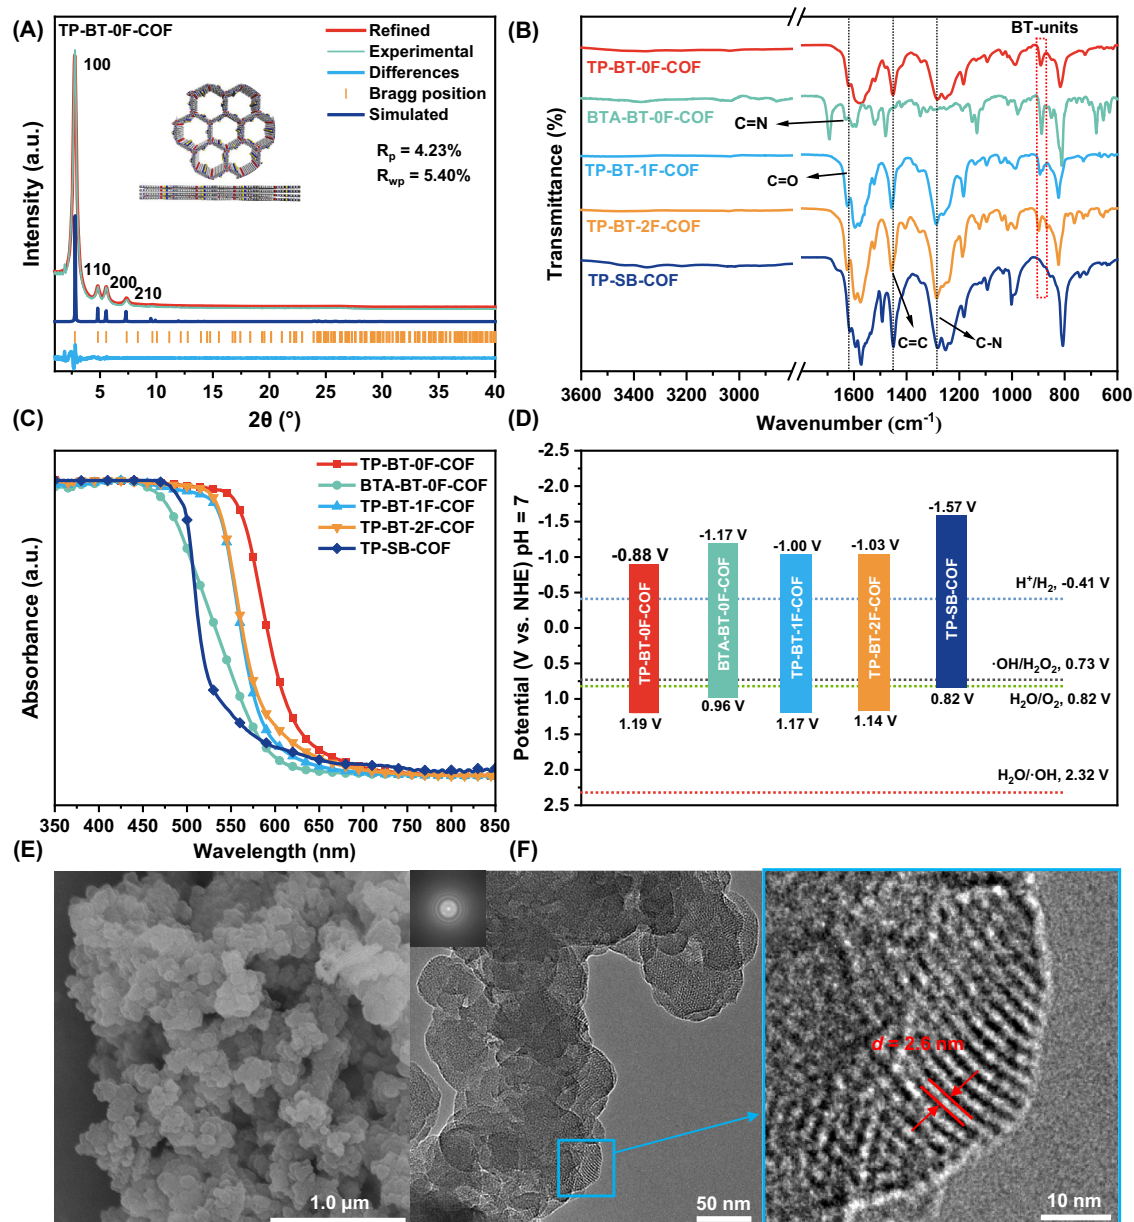 (A)
TP-BT-0F-COF
Refined
Experimental
Differences
Bragg position
Simulated
Rp = 4.23%
Rwp = 5.40%
100
110
200
210
Intensity (a.u.)
5 10 15 20 25 30 35 40
2θ (°)
(B)
BT-units
TP-BT-0F-COF
BTA-BT-0F-COF
C=N
TP-BT-1F-COF
C=O
TP-BT-2F-COF
TP-SB-COF
C=C
C-N
Transmittance (%)
3600 3000 1600 1400 1200 1000 800 600
Wavenumber (cm⁻¹)
(C)
TP-BT-0F-COF
BTA-BT-0F-COF
TP-BT-1F-COF
TP-BT-2F-COF
TP-SB-COF
Absorbance (a.u.)
350 400 450 500 550 600 650 700 750 800 850
Wavelength (nm)
(D)
Potential (V vs. NHE) pH = 7
-2.5
-2.0
-1.5
-1.0
-0.5
0.0
0.5
1.0
1.5
2.0
2.5
-0.88 V
TP-BT-0F-COF
1.19 V
-1.17 V
BTA-BT-0F-COF
0.96 V
-1.00 V
TP-BT-1F-COF
1.17 V
-1.03 V
TP-BT-2F-COF
1.14 V
-1.57 V
TP-SB-COF
0.82 V
H⁺/H₂, -0.41 V
·OH/H₂O₂, 0.73 V
H₂O/O₂, 0.82 V
H₂O/·OH, 2.32 V
(E)
1.0 μm
(F)
50 nm
d = 2.6 nm
10 nm